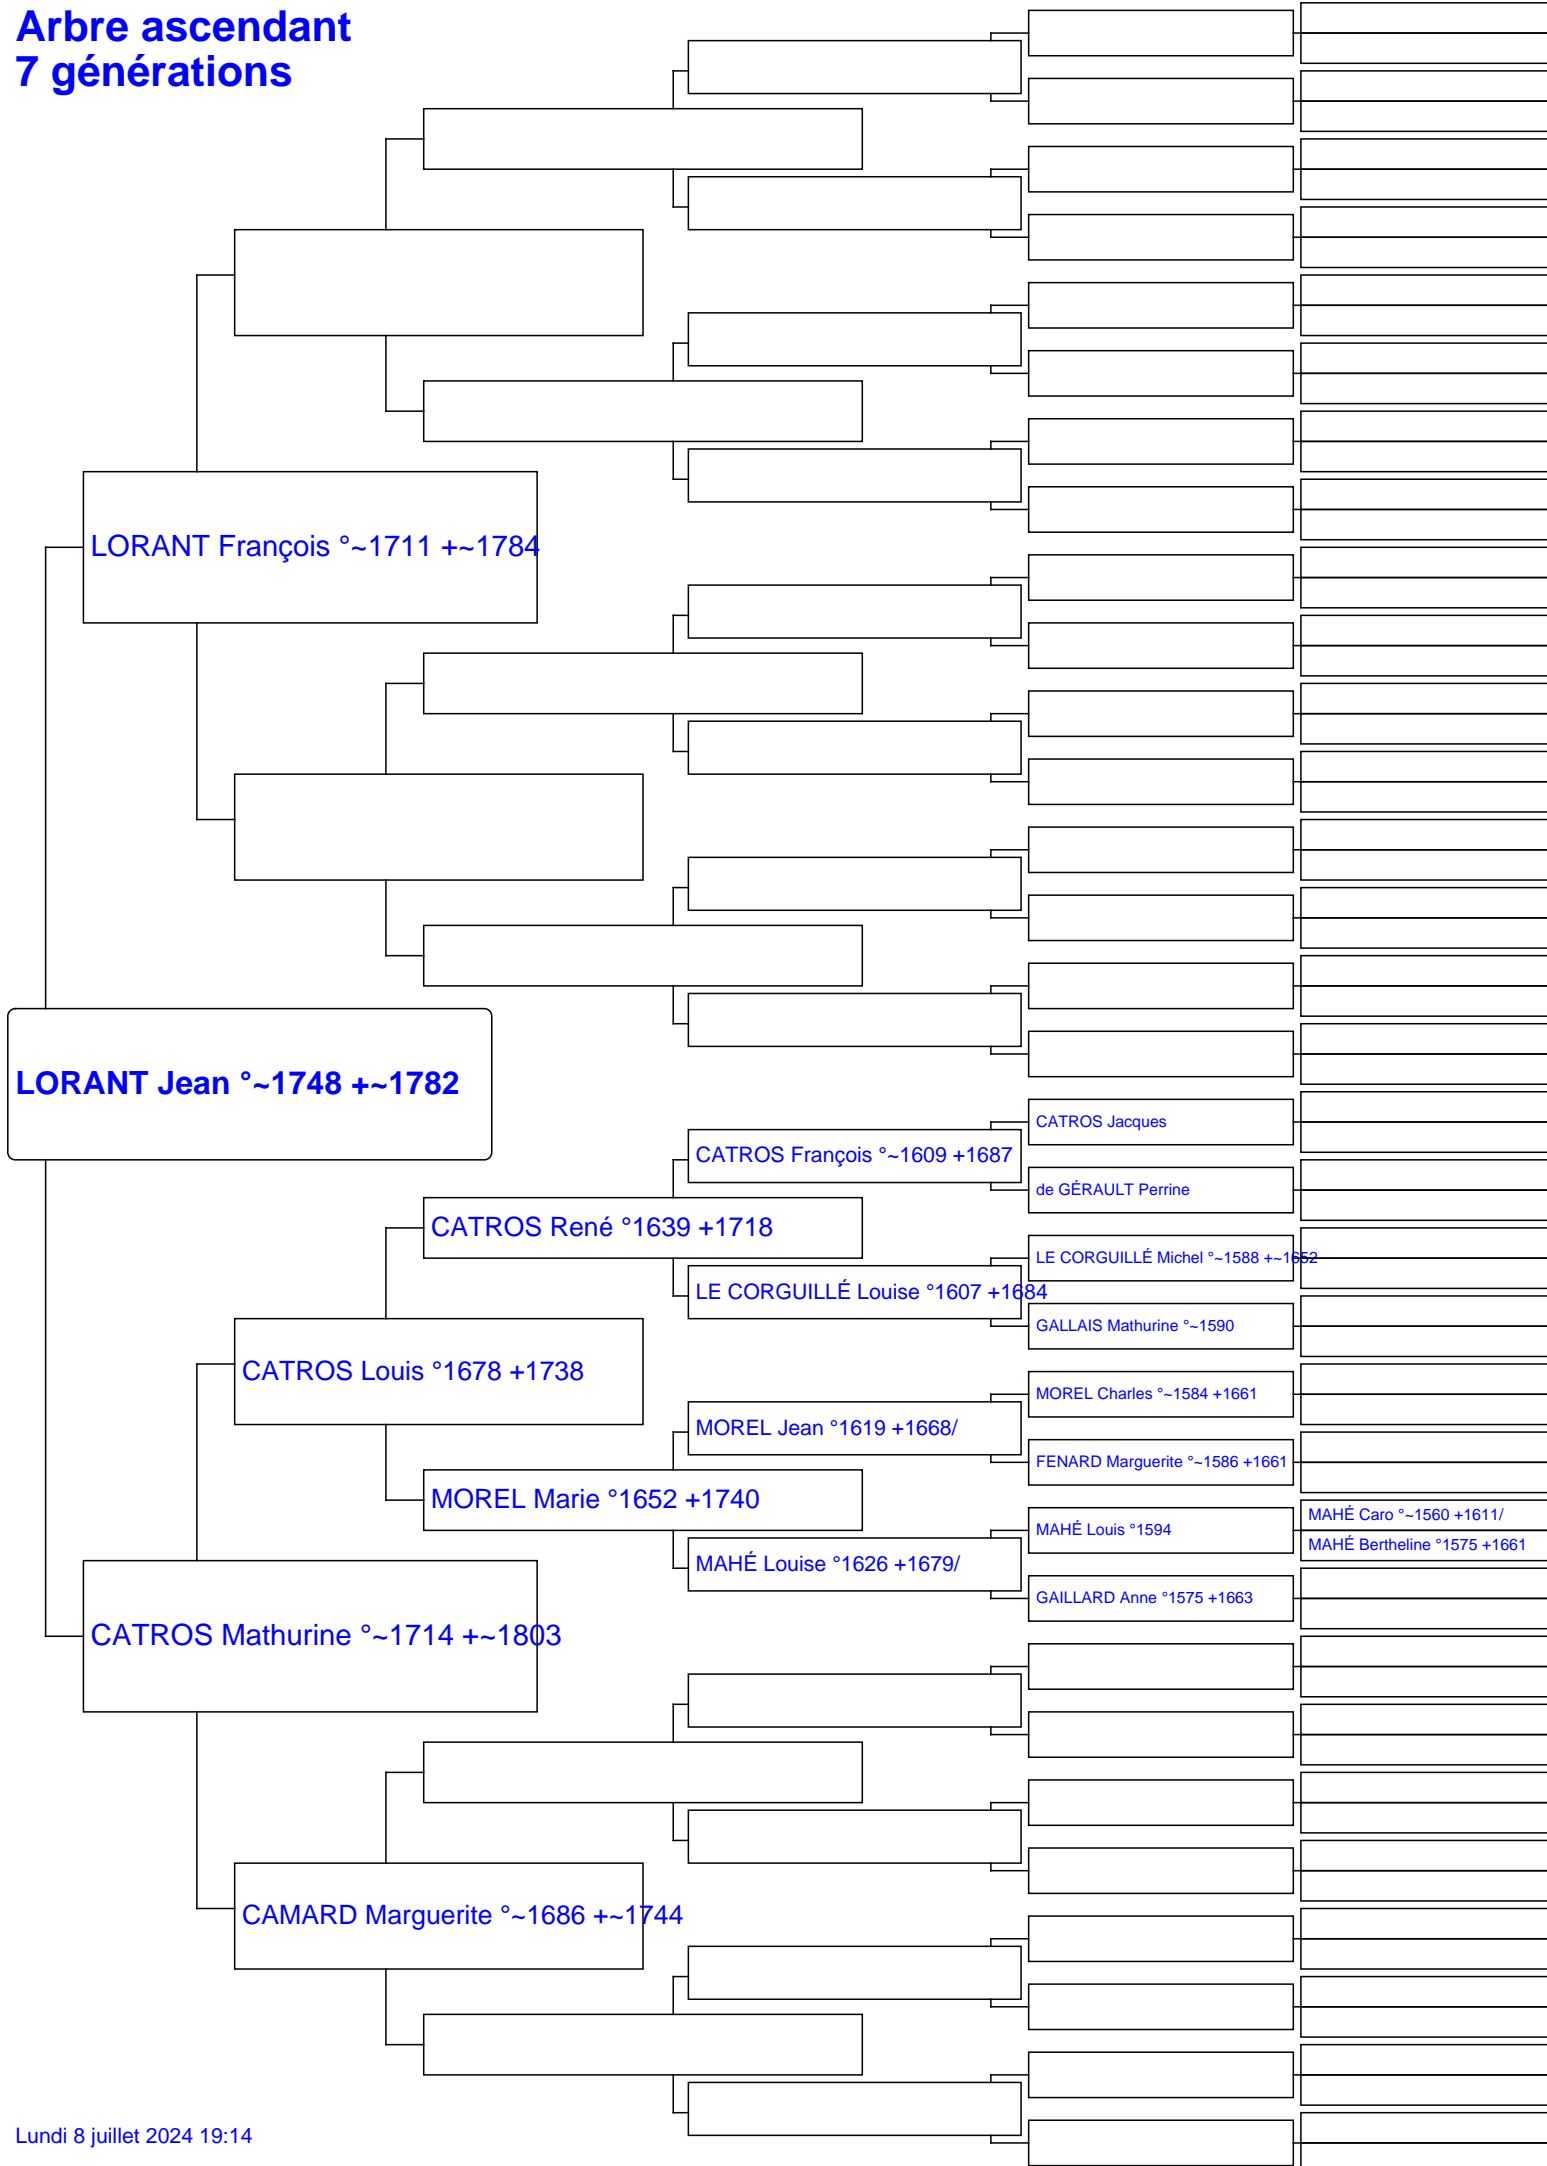 Arbre ascendant
7 générations
LORANT François °~1711 +~1784
LORANT Jean °~1748 +~1782
CATROS Jacques
CATROS François °~1609 +1687
de GÉRAULT Perrine
CATROS René °1639 +1718
LE CORGUILLÉ Michel °~1588 +~1652
LE CORGUILLÉ Louise °1607 +1684
GALLAIS Mathurine °~1590
CATROS Louis °1678 +1738
MOREL Charles °~1584 +1661
MOREL Jean °1619 +1668/
FENARD Marguerite °~1586 +1661
MOREL Marie °1652 +1740
MAHÉ Caro °~1560 +1611/
MAHÉ Louis °1594
MAHÉ Bertheline °1575 +1661
MAHÉ Louise °1626 +1679/
GAILLARD Anne °1575 +1663
CATROS Mathurine °~1714 +~1803
CAMARD Marguerite °~1686 +~1744
Lundi 8 juillet 2024 19:14